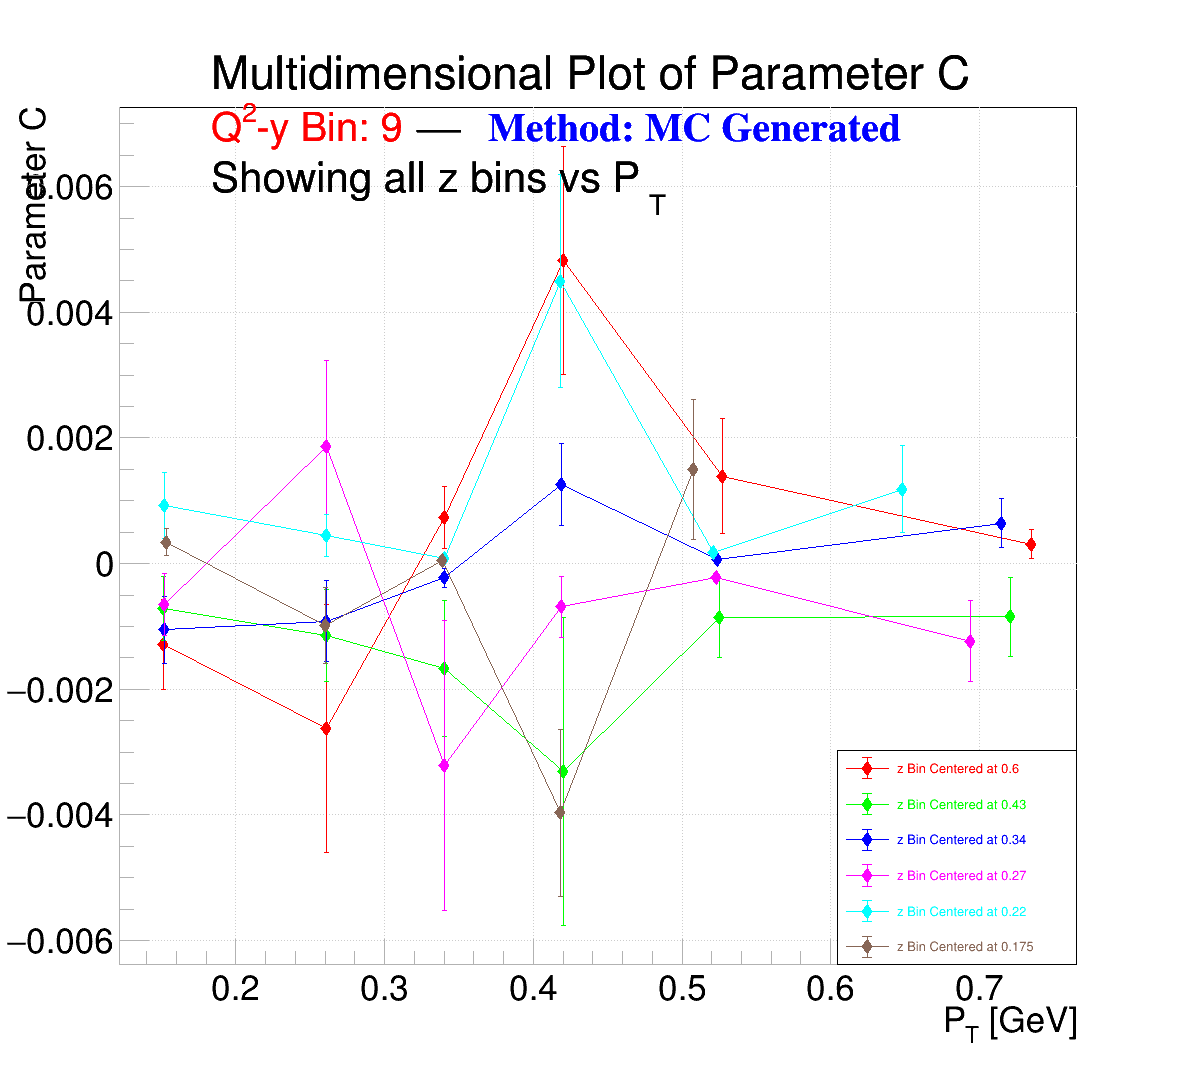 Multidimensional Plot of Parameter C
Q²-y Bin: 9 — Method: MC Generated
Showing all z bins vs P_T
Parameter C
0.006
0.004
0.002
0
−0.002
−0.004
−0.006
z Bin Centered at 0.6
z Bin Centered at 0.43
z Bin Centered at 0.34
z Bin Centered at 0.27
z Bin Centered at 0.22
z Bin Centered at 0.175
0.2 0.3 0.4 0.5 0.6 0.7
P_T [GeV]